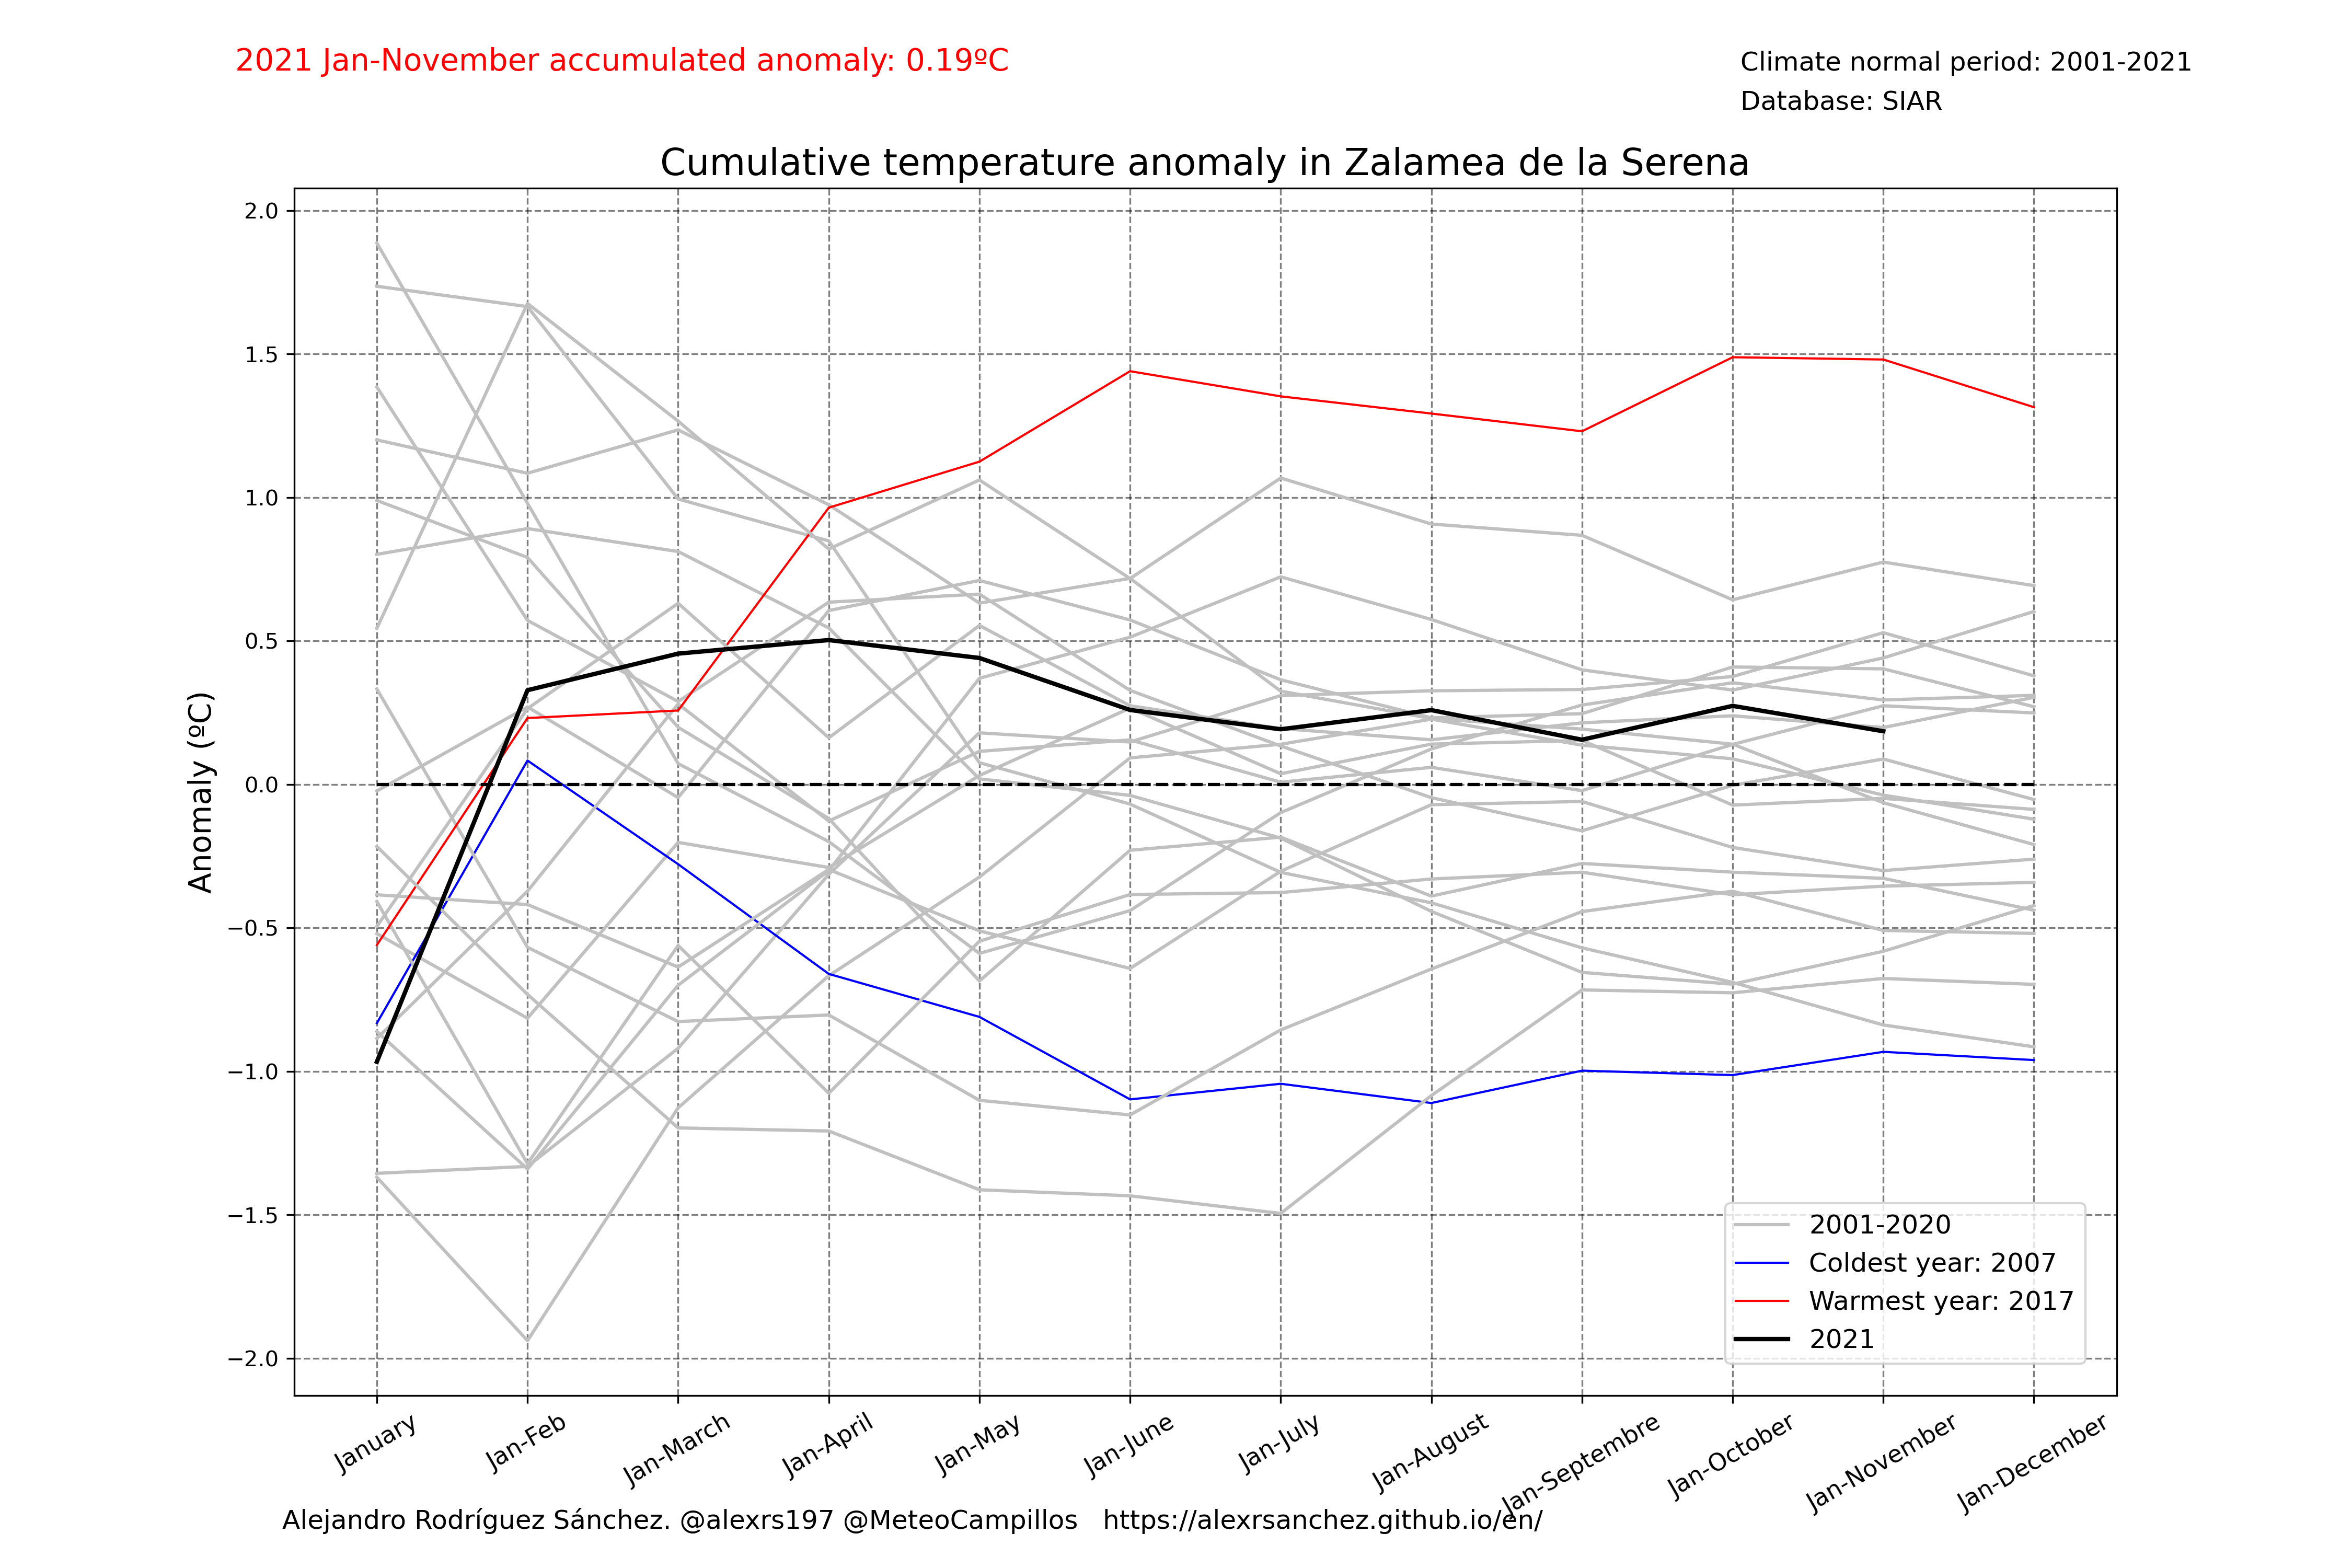 2021 Jan-November accumulated anomaly: 0.19ºC
Climate normal period: 2001-2021
Database: SIAR
Cumulative temperature anomaly in Zalamea de la Serena
Anomaly (ºC)
2.0
1.5
1.0
0.5
0.0
−0.5
−1.0
−1.5
−2.0
2001-2020
Coldest year: 2007
Warmest year: 2017
2021
January
Jan-Feb
Jan-March
Jan-April
Jan-May
Jan-June
Jan-July
Jan-August
Jan-Septembre
Jan-October
Jan-November
Jan-December
Alejandro Rodríguez Sánchez. @alexrs197 @MeteoCampillos https://alexrsanchez.github.io/en/